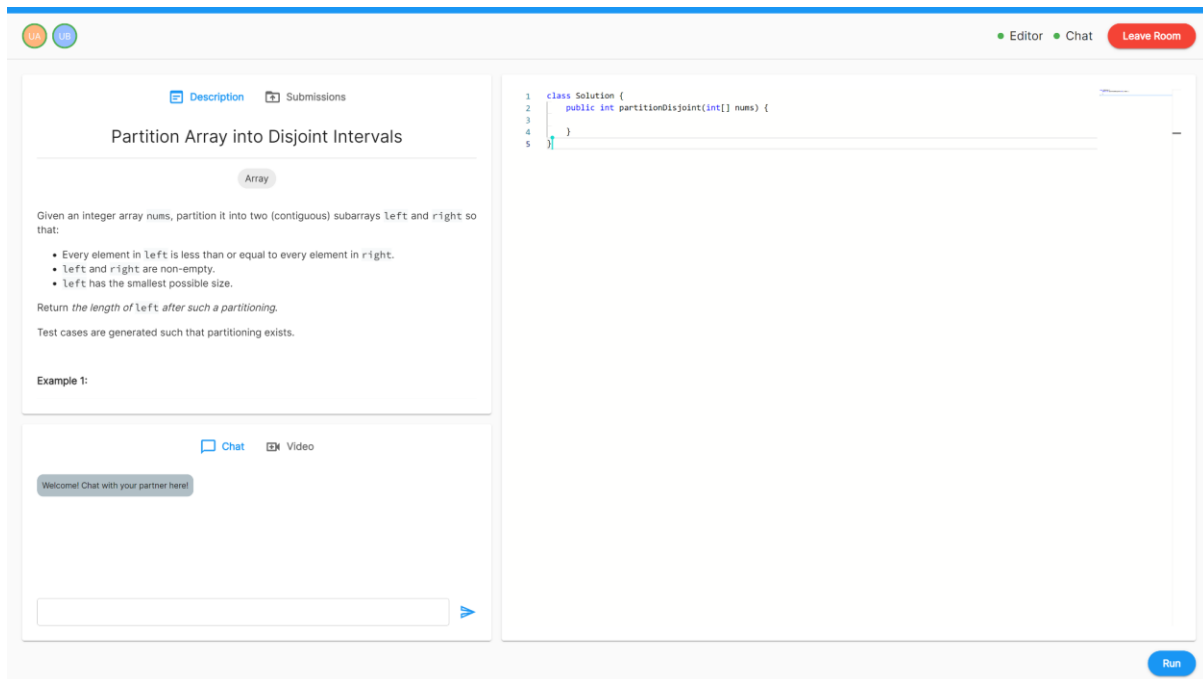 UA UB
Editor Chat Leave Room
Description Submissions
Partition Array into Disjoint Intervals
Array
Given an integer array nums, partition it into two (contiguous) subarrays left and right so
that:
• Every element in left is less than or equal to every element in right.
• left and right are non-empty.
• left has the smallest possible size.
Return the length of left after such a partitioning.
Test cases are generated such that partitioning exists.
Example 1:
Chat Video
Welcome! Chat with your partner here!
1 class Solution {
2 public int partitionDisjoint(int[] nums) {
3
4 }
5 }
Run